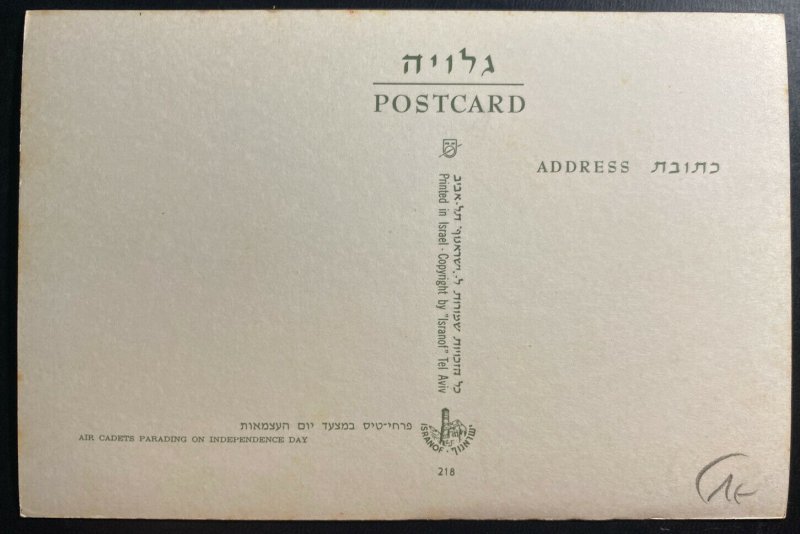 גלויה
POSTCARD
ADDRESS כתובת
כל הזכויות שמורות ל„ישראנוף” תל-אביב
Printed in Israel · Copyright by "Isranof" Tel Aviv
פרחי-טיס במצעד יום העצמאות
AIR CADETS PARADING ON INDEPENDENCE DAY
ISRANOF · ישראנוף
218